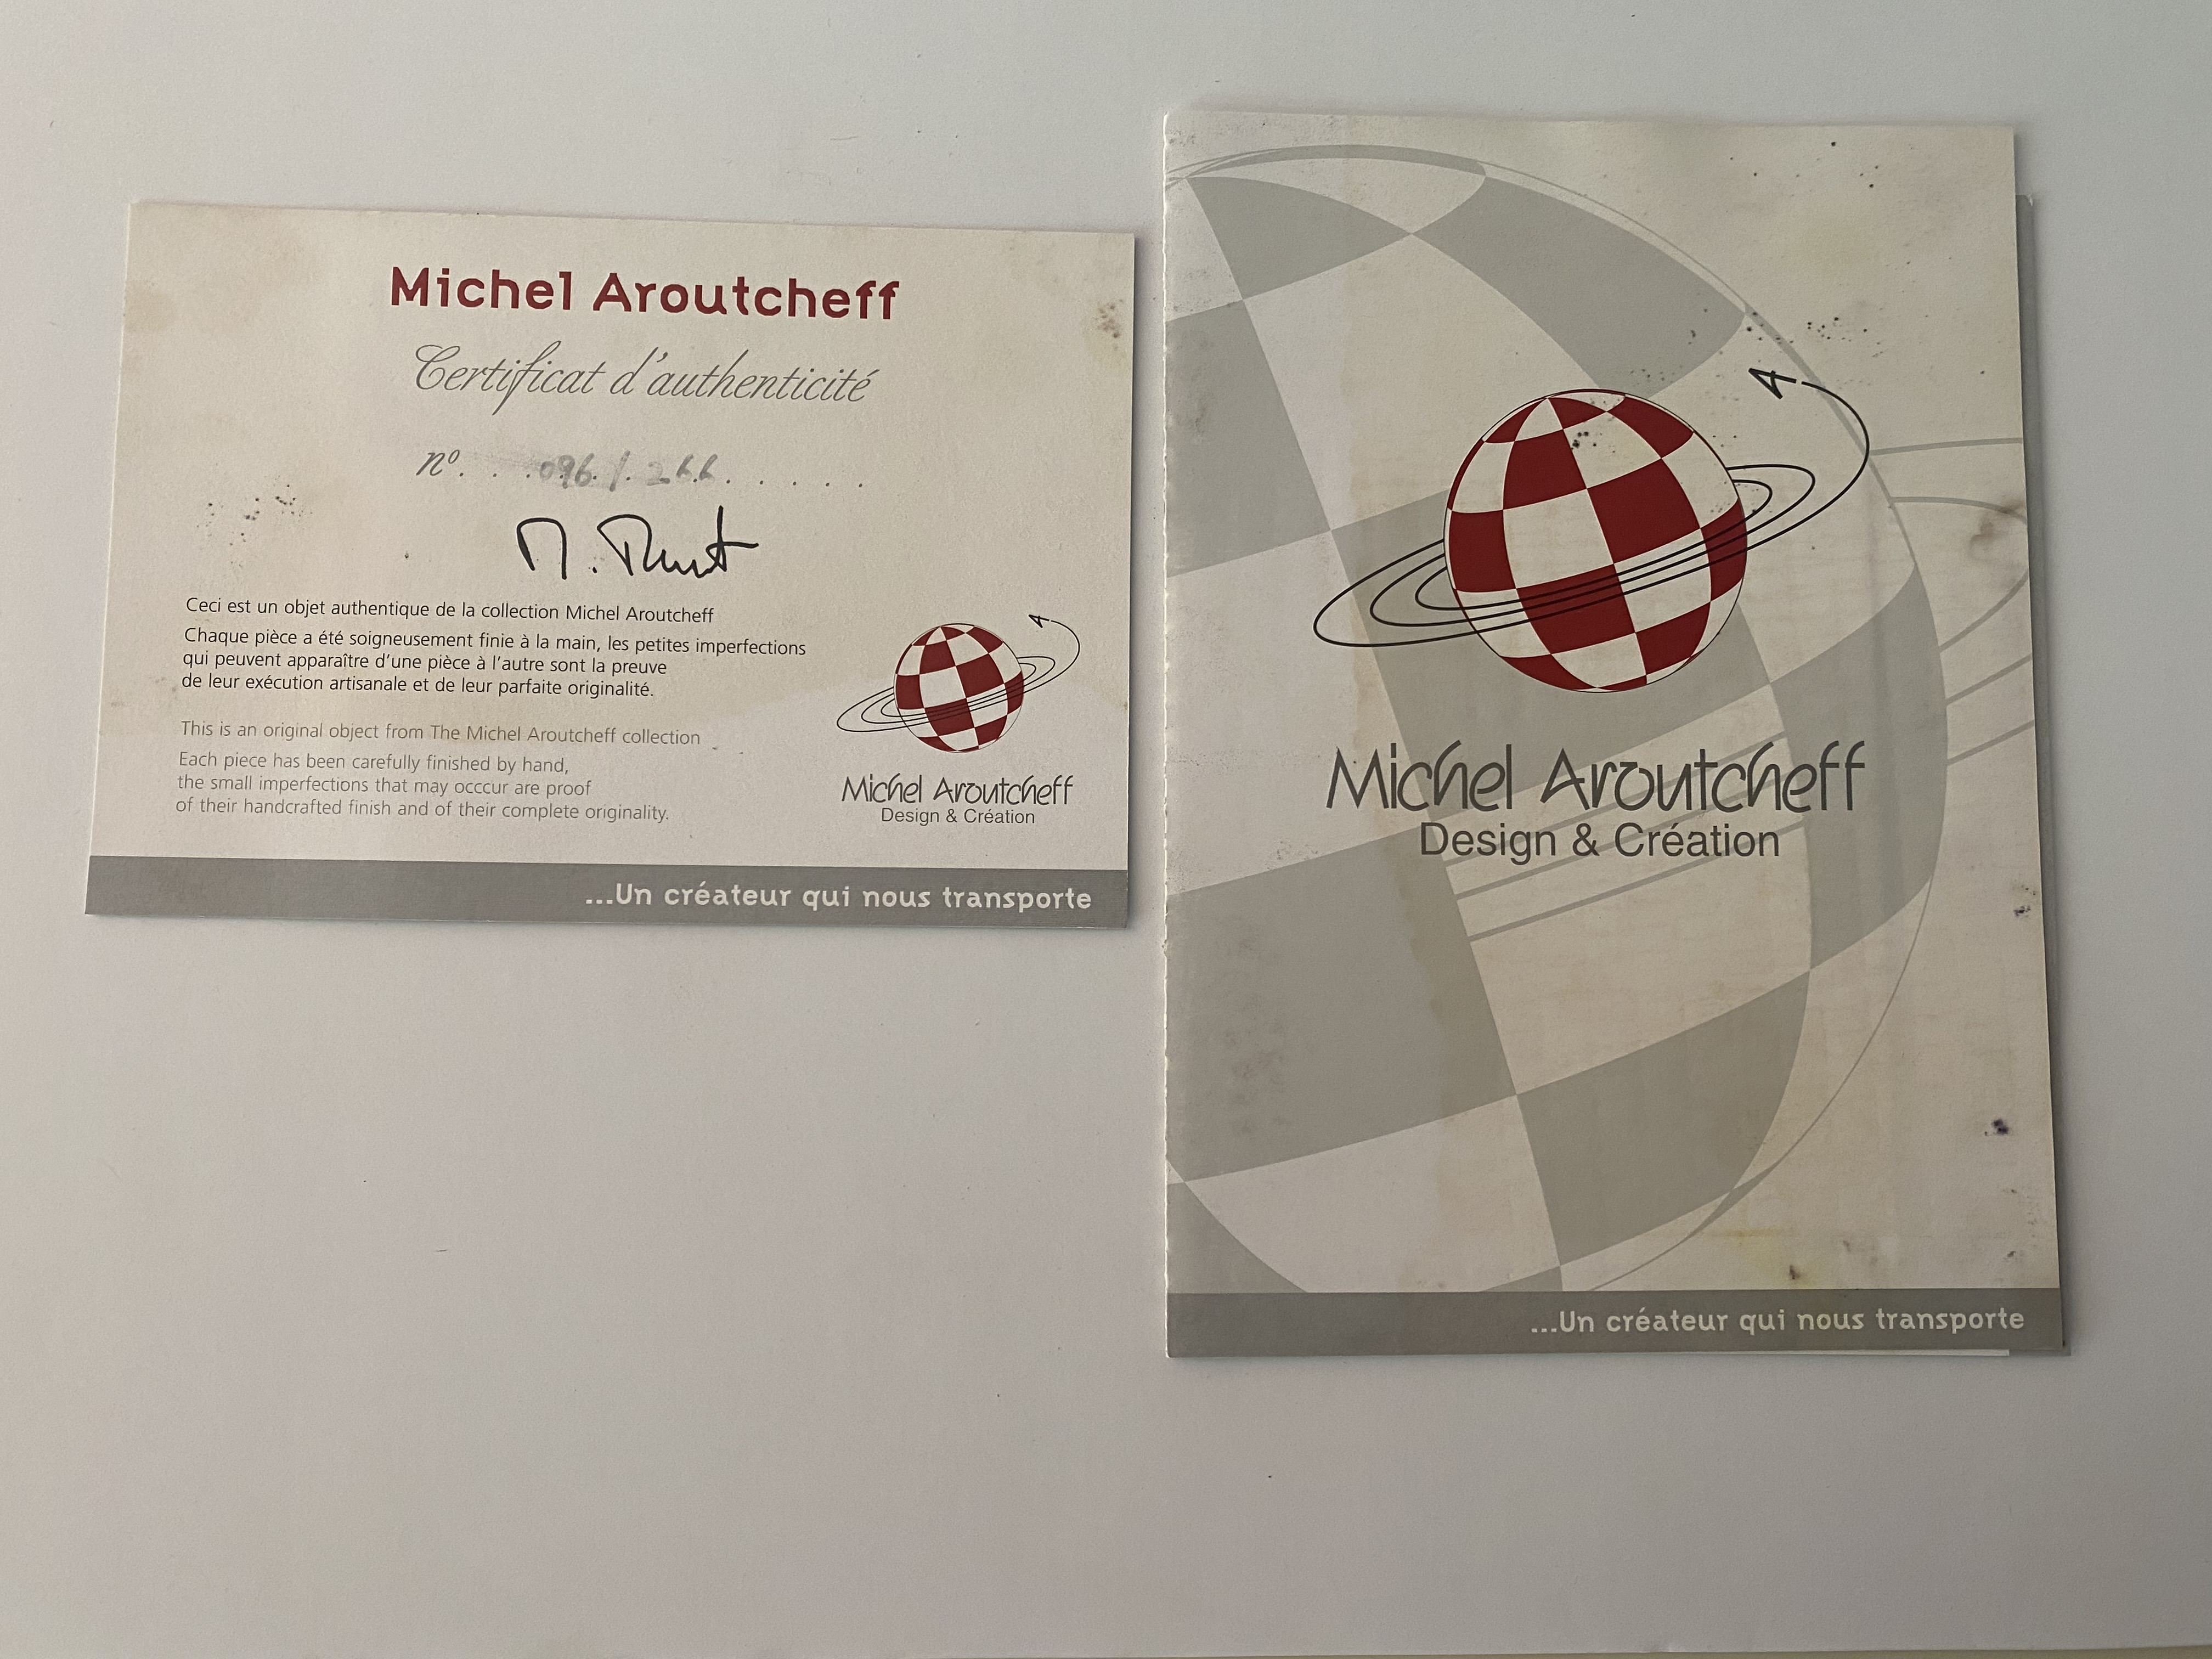 Michel Aroutcheff
Certificat d'authenticité
nº. . . 096 / 266 . . . . .
Ceci est un objet authentique de la collection Michel Aroutcheff
Chaque pièce a été soigneusement finie à la main, les petites imperfections
qui peuvent apparaître d'une pièce à l'autre sont la preuve
de leur exécution artisanale et de leur parfaite originalité.
This is an original object from The Michel Aroutcheff collection
Each piece has been carefully finished by hand,
the small imperfections that may occcur are proof
of their handcrafted finish and of their complete originality.
Michel Aroutcheff
Design & Création
...Un créateur qui nous transporte
Michel Aroutcheff
Design & Création
...Un créateur qui nous transporte